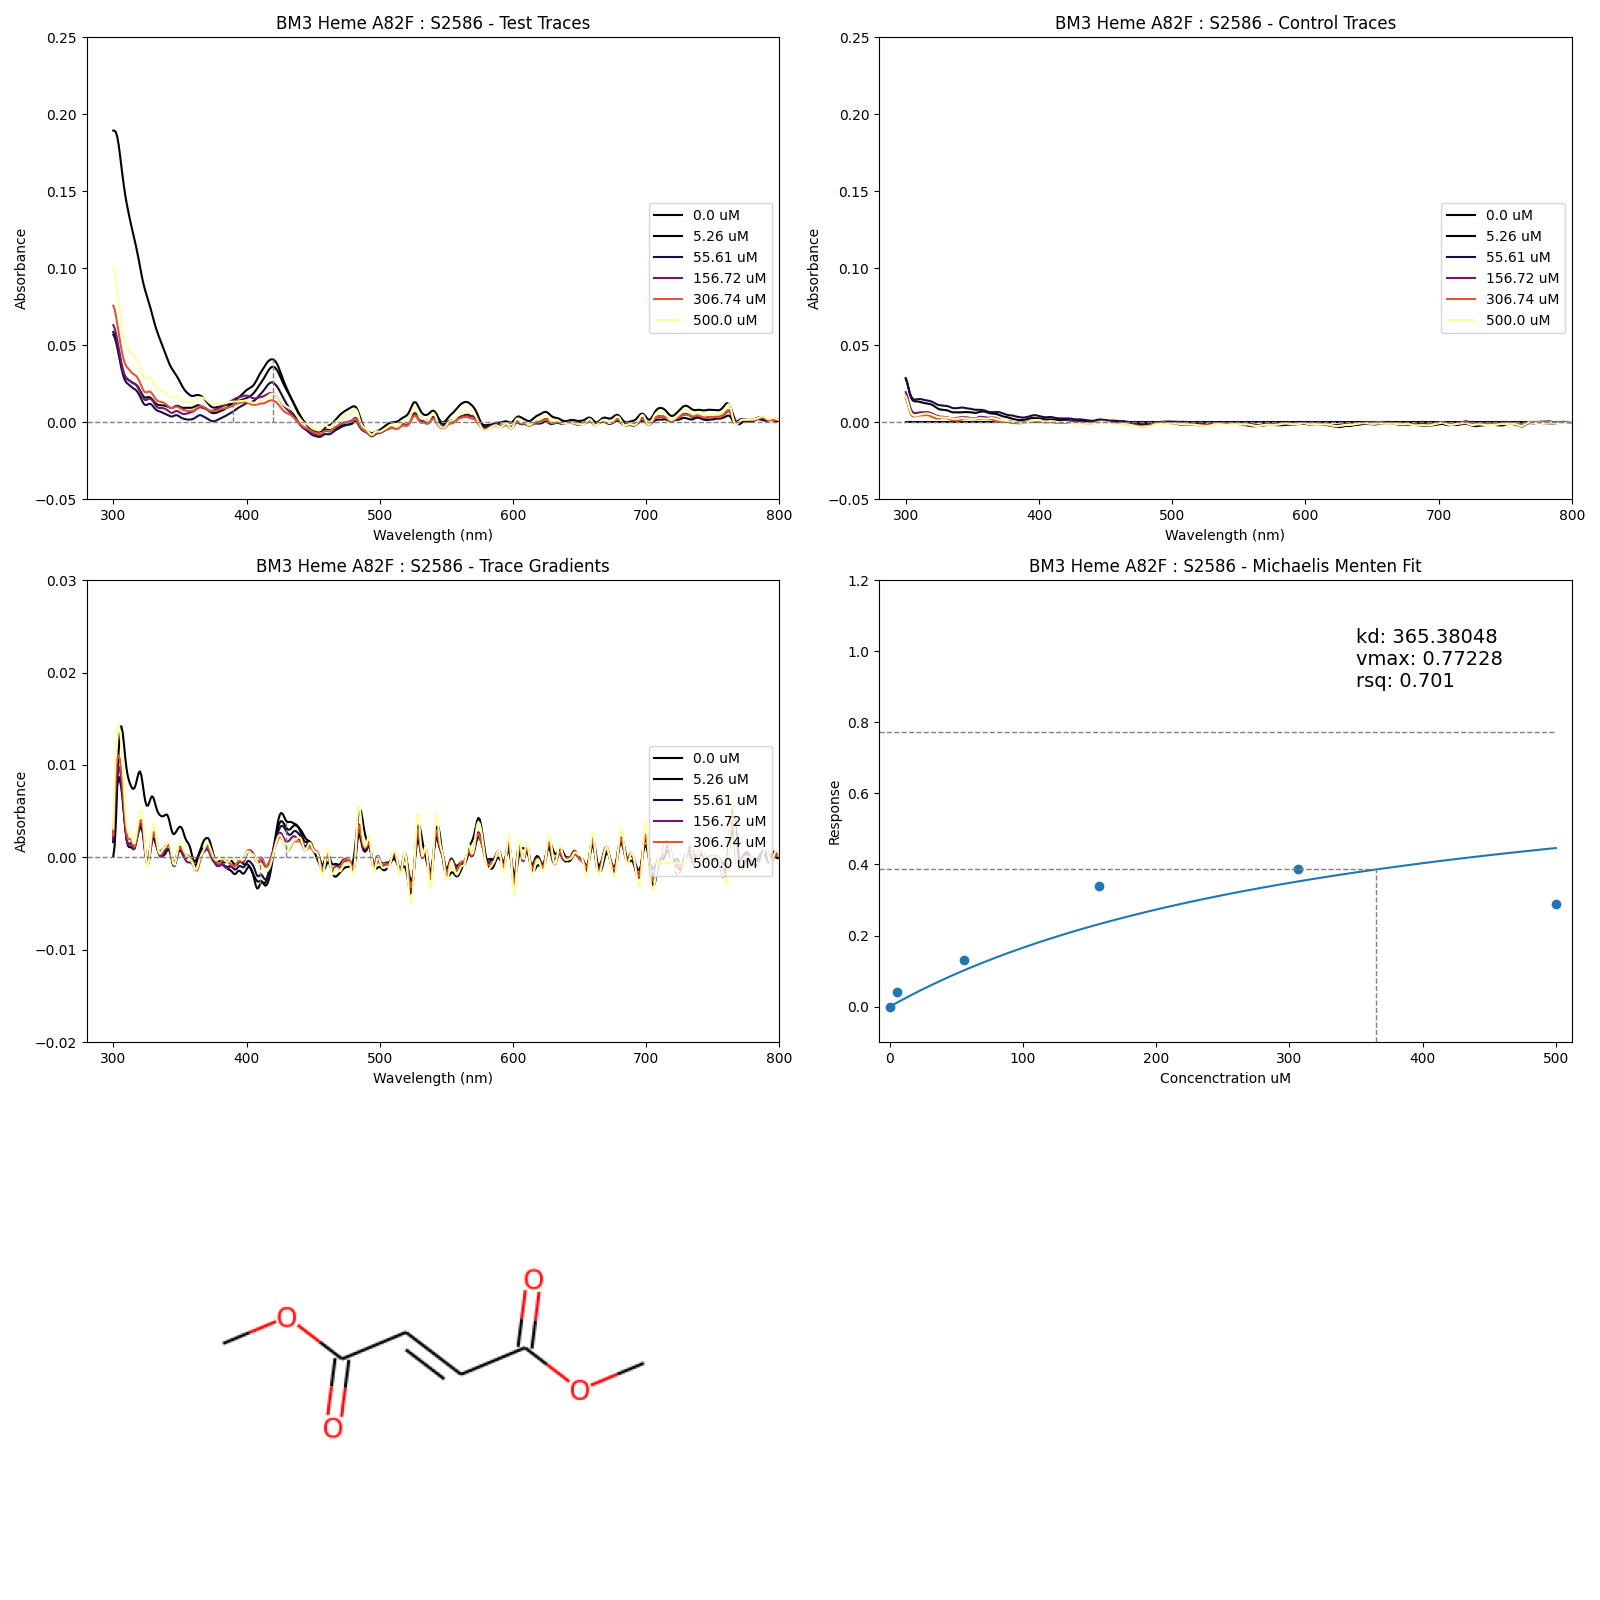 BM3 Heme A82F : S2586 - Test Traces
0.25
0.20
0.15
0.10
0.05
0.00
−0.05
Absorbance
300 400 500 600 700 800
Wavelength (nm)
0.0 uM
5.26 uM
55.61 uM
156.72 uM
306.74 uM
500.0 uM
BM3 Heme A82F : S2586 - Control Traces
0.25
0.20
0.15
0.10
0.05
0.00
−0.05
Absorbance
300 400 500 600 700 800
Wavelength (nm)
0.0 uM
5.26 uM
55.61 uM
156.72 uM
306.74 uM
500.0 uM
BM3 Heme A82F : S2586 - Trace Gradients
0.03
0.02
0.01
0.00
−0.01
−0.02
Absorbance
300 400 500 600 700 800
Wavelength (nm)
0.0 uM
5.26 uM
55.61 uM
156.72 uM
306.74 uM
500.0 uM
BM3 Heme A82F : S2586 - Michaelis Menten Fit
1.2
1.0
0.8
0.6
0.4
0.2
0.0
Response
kd: 365.38048
vmax: 0.77228
rsq: 0.701
0 100 200 300 400 500
Concenctration uM
O
O
O
O